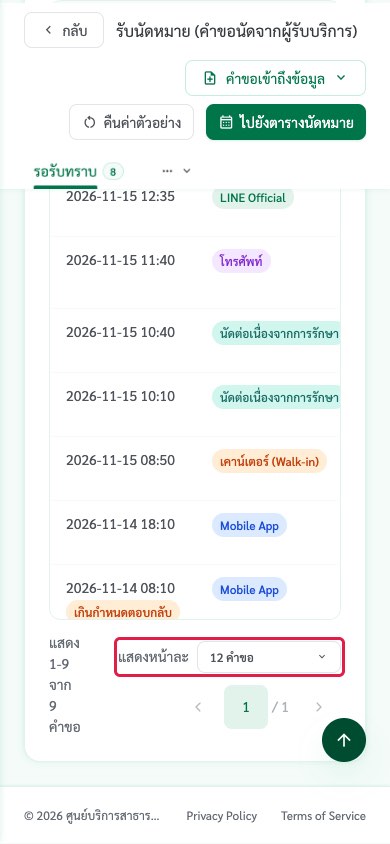 กลับ
รับนัดหมาย (คำขอนัดจากผู้รับบริการ)
คำขอเข้าถึงข้อมูล
คืนค่าตัวอย่าง
ไปยังตารางนัดหมาย
รอรับทราบ 8 ...
2026-11-15 12:35 LINE Official
2026-11-15 11:40 โทรศัพท์
2026-11-15 10:40 นัดต่อเนื่องจากการรักษา
2026-11-15 10:10 นัดต่อเนื่องจากการรักษา
2026-11-15 08:50 เคาน์เตอร์ (Walk-in)
2026-11-14 18:10 Mobile App
2026-11-14 08:10 Mobile App
เกินกำหนดตอบกลับ
แสดง
1-9
จาก
9
คำขอ
แสดงหน้าละ 12 คำขอ
1 / 1
© 2026 ศูนย์บริการสาธาร... Privacy Policy Terms of Service